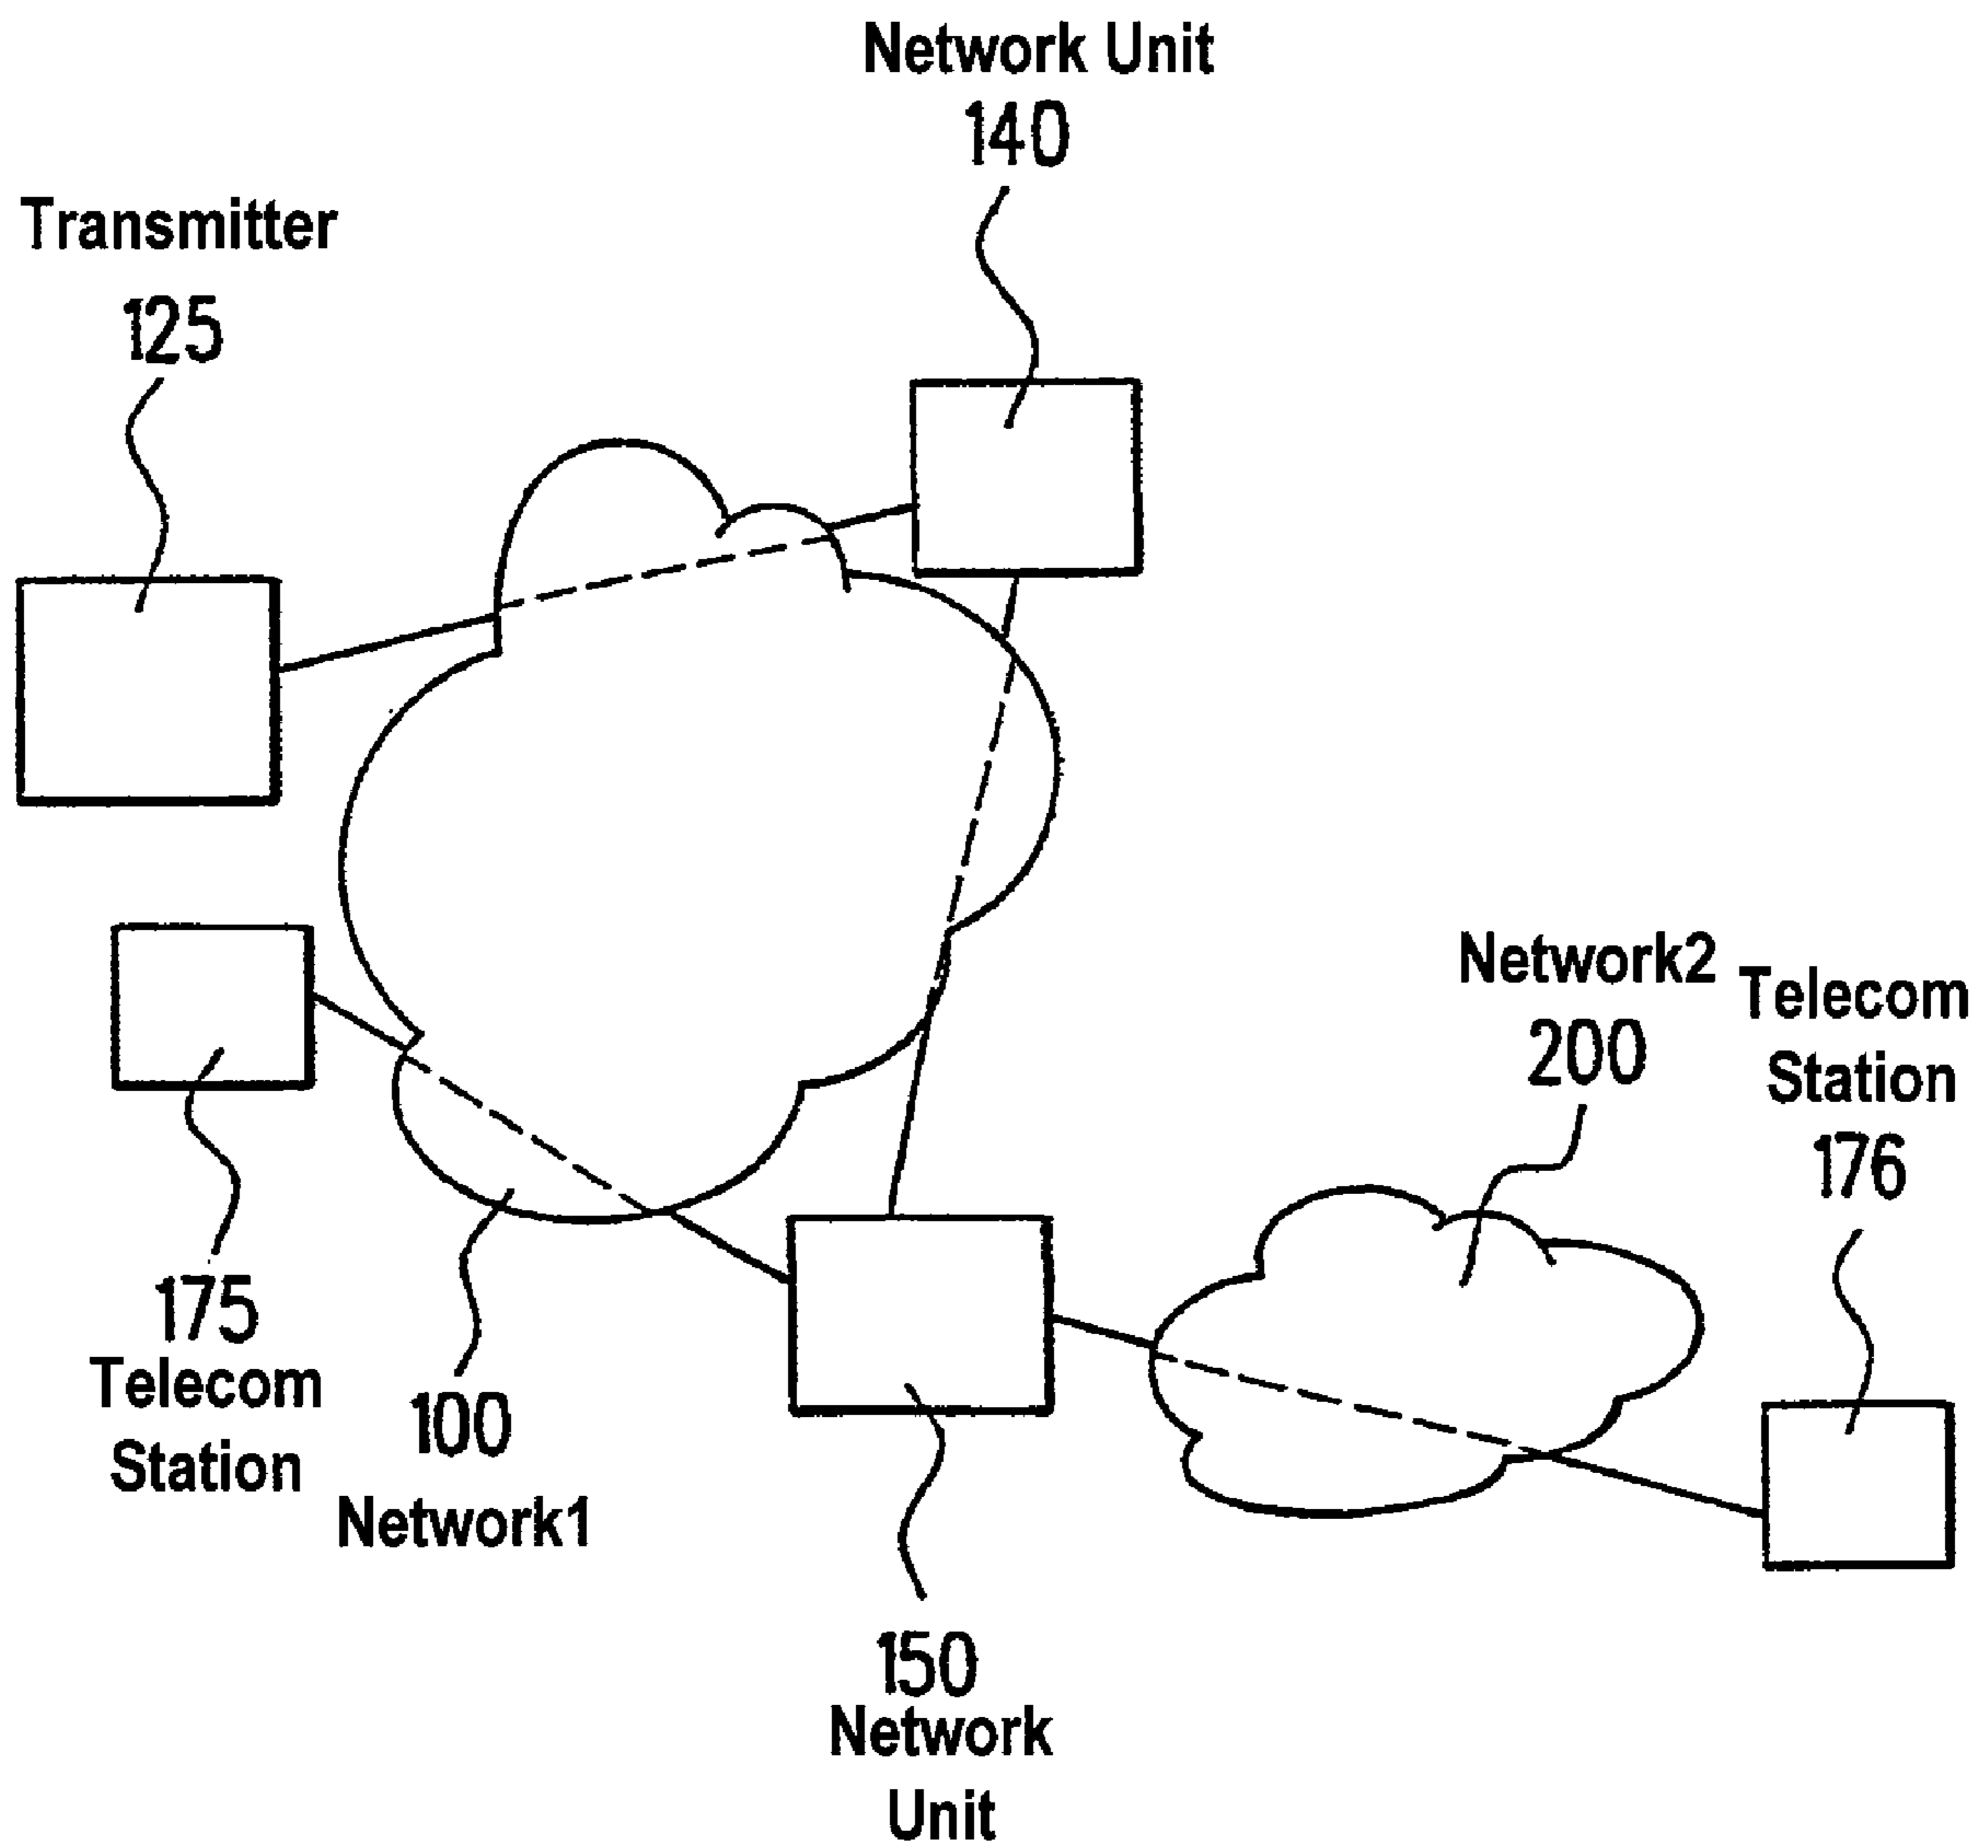 Network Unit
140
Transmitter
125
Network2
200
Telecom
Station
176
175
Telecom
Station
100
Network1
150
Network
Unit